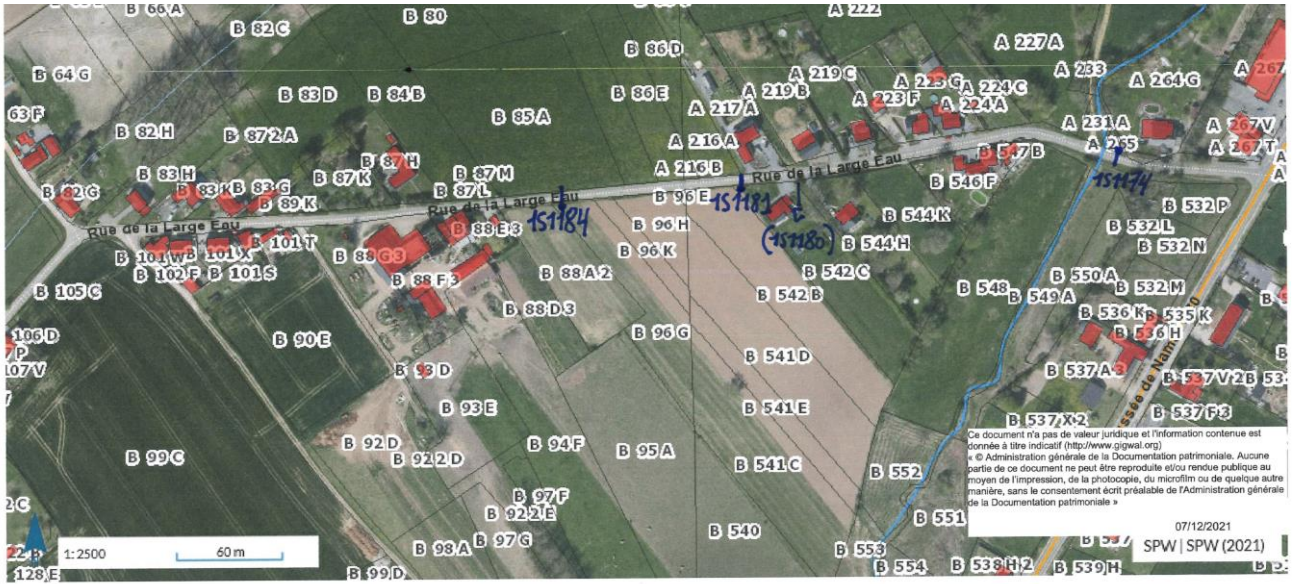 B 66 A
B 80
B 82 C
A 222
B 86 D
A 227 A
B 64 G
A 219 C
A 223 G
A 224 C
A 233
A 264 G
A 267
63 F
B 83 D
B 84 B
B 86 E
A 217 A
A 219 B
A 223 F
A 224 A
B 82 H
B 87 2 A
B 85 A
A 216 A
A 231 A
A 267 V
B 87 H
A 265
A 267 T
B 83 H
B 87 K
B 87 M
A 216 B
Rue de la Large Eau
B 547 B
151174
B 82 G
B 83 K
B 83 G
B 87 L
B 96 E
151181
B 546 F
B 89 K
Rue de la Large Eau
151184
B 532 P
Rue de la Large Eau
B 88 E 3
B 96 H
(151180)
B 544 K
B 532 L
B 101 T
B 101 W
B 101 X
B 88 G 3
B 96 K
B 544 H
B 532 N
B 102 F
B 101 S
B 88 F 3
B 88 A 2
B 542 C
B 550 A
B 105 C
B 542 B
B 548
B 549 A
B 532 M
B 88 D 3
B 536 K
B 535 K
B 106 D
B 90 E
B 96 G
B 536 H
107 V
B 93 D
B 541 D
B 537 A 3
B 537 V 2
B 93 E
B 541 E
B 537 X 2
B 537 F 3
B 92 D
B 94 F
B 95 A
B 99 C
B 92 2 D
B 541 C
B 552
B 97 F
B 92 2 E
B 551
B 97 G
B 540
B 98 A
B 553
B 99 D
B 554
B 538 H 2
B 539 H
128 E
Ce document n'a pas de valeur juridique et l'information contenue est
donnée à titre indicatif (http://www.gigwal.org)
« © Administration générale de la Documentation patrimoniale. Aucune
partie de ce document ne peut être reproduite et/ou rendue publique au
moyen de l'impression, de la photocopie, du microfilm ou de quelque autre
manière, sans le consentement écrit préalable de l'Administration générale
de la Documentation patrimoniale »
07/12/2021
SPW | SPW (2021)
1: 2500
60 m